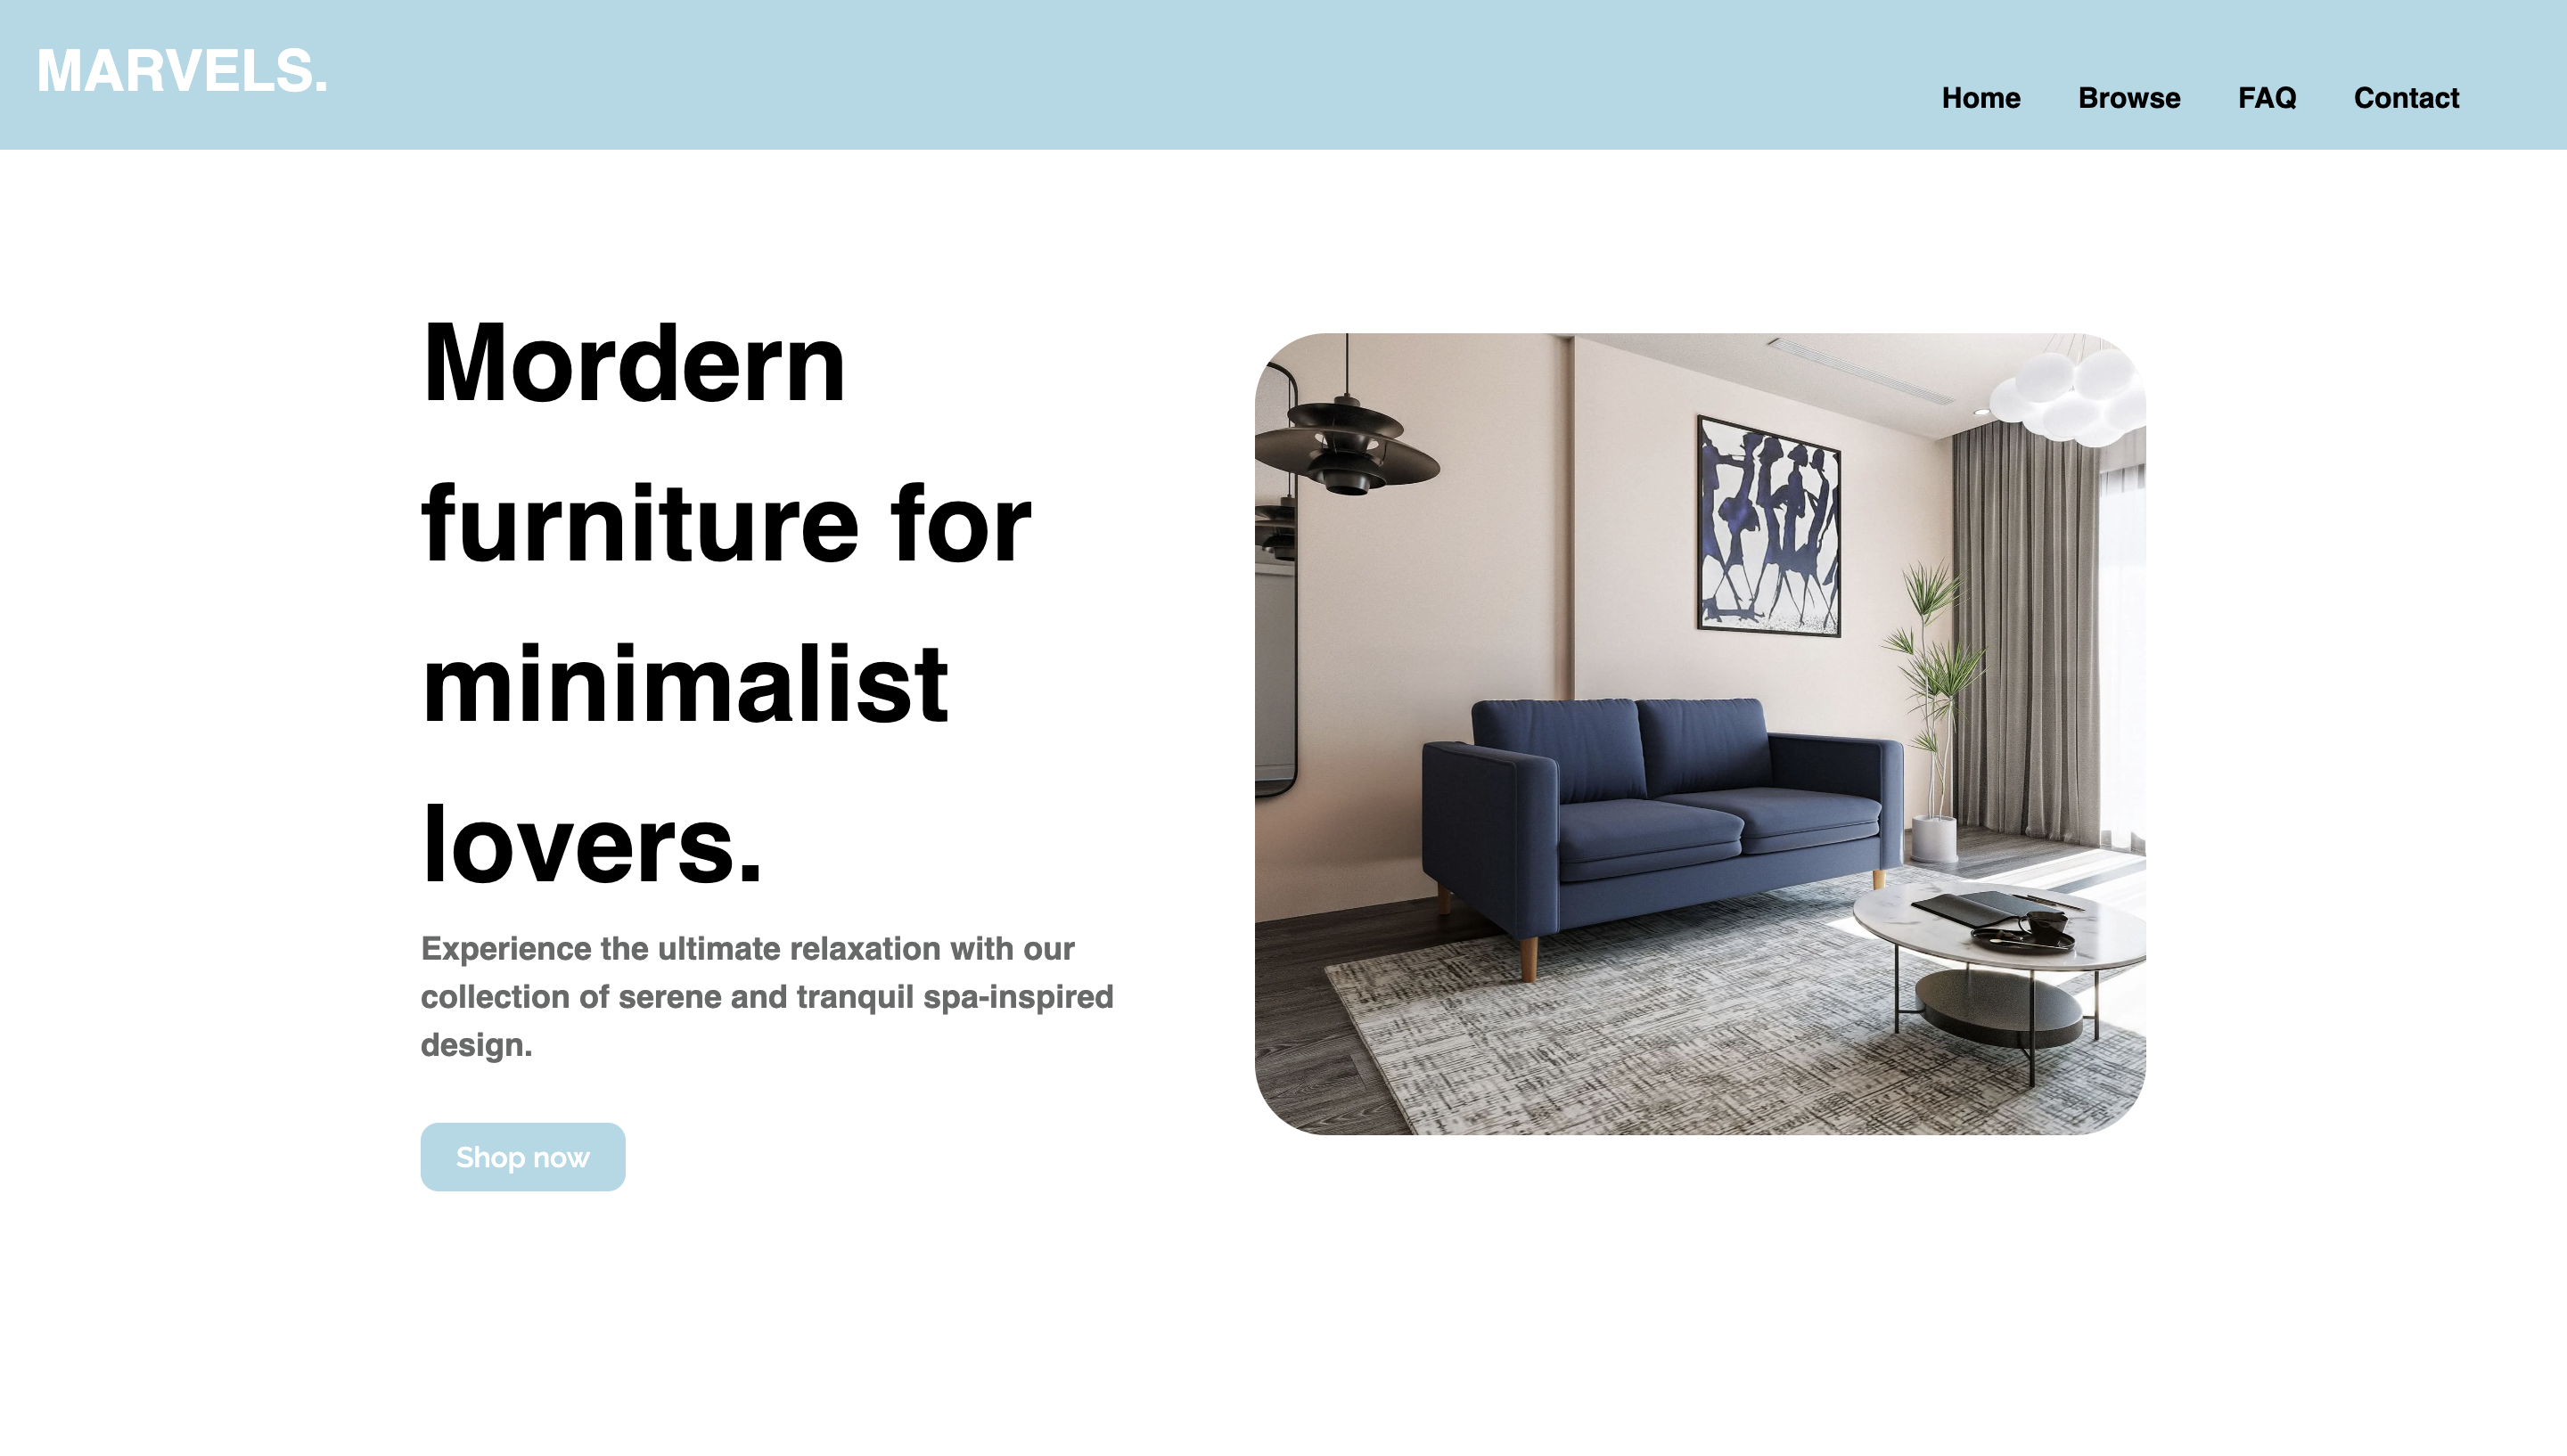 MARVELS.
Home Browse FAQ Contact
Mordern
furniture for
minimalist
lovers.
Experience the ultimate relaxation with our
collection of serene and tranquil spa-inspired
design.
Shop now